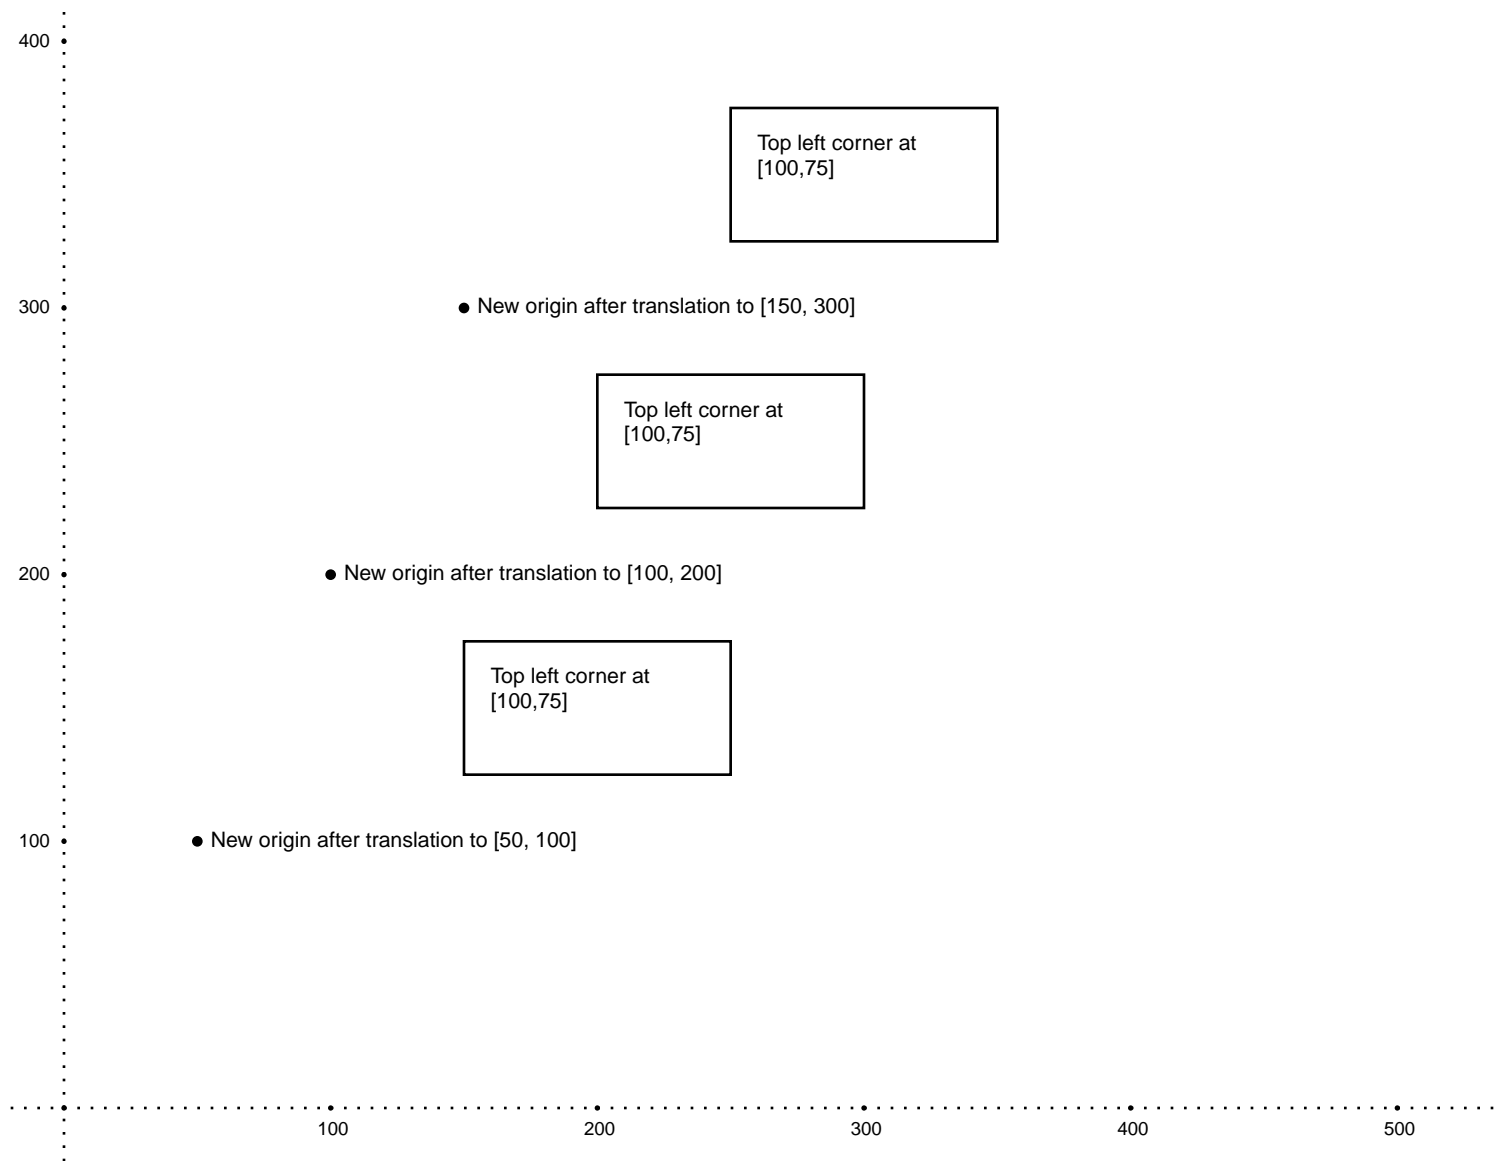 400
Top left corner at
[100,75]
300
New origin after translation to [150, 300]
Top left corner at
[100,75]
200
New origin after translation to [100, 200]
Top left corner at
[100,75]
100
New origin after translation to [50, 100]
100 200 300 400 500